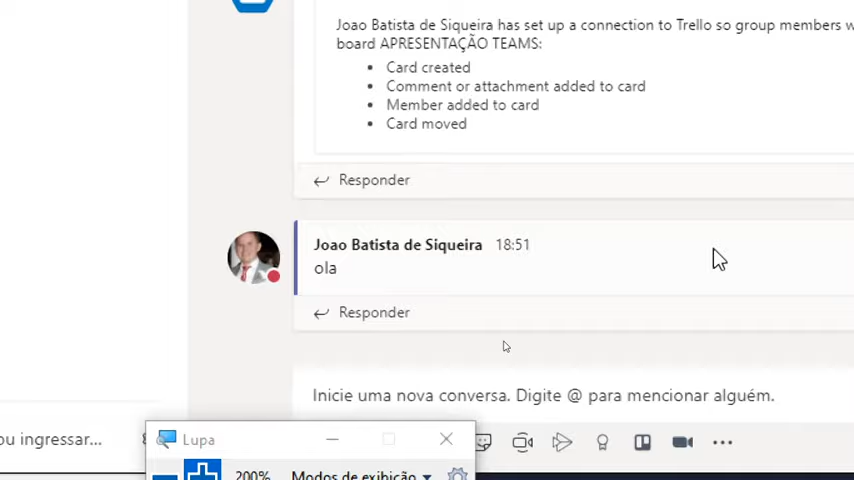 Joao Batista de Siqueira has set up a connection to Trello so group members w
board APRESENTAÇÃO TEAMS:
• Card created
• Comment or attachment added to card
• Member added to card
• Card moved
Responder
Joao Batista de Siqueira 18:51
ola
Responder
Inicie uma nova conversa. Digite @ para mencionar alguém.
ou ingressar...
Lupa
200% Modos de exibição